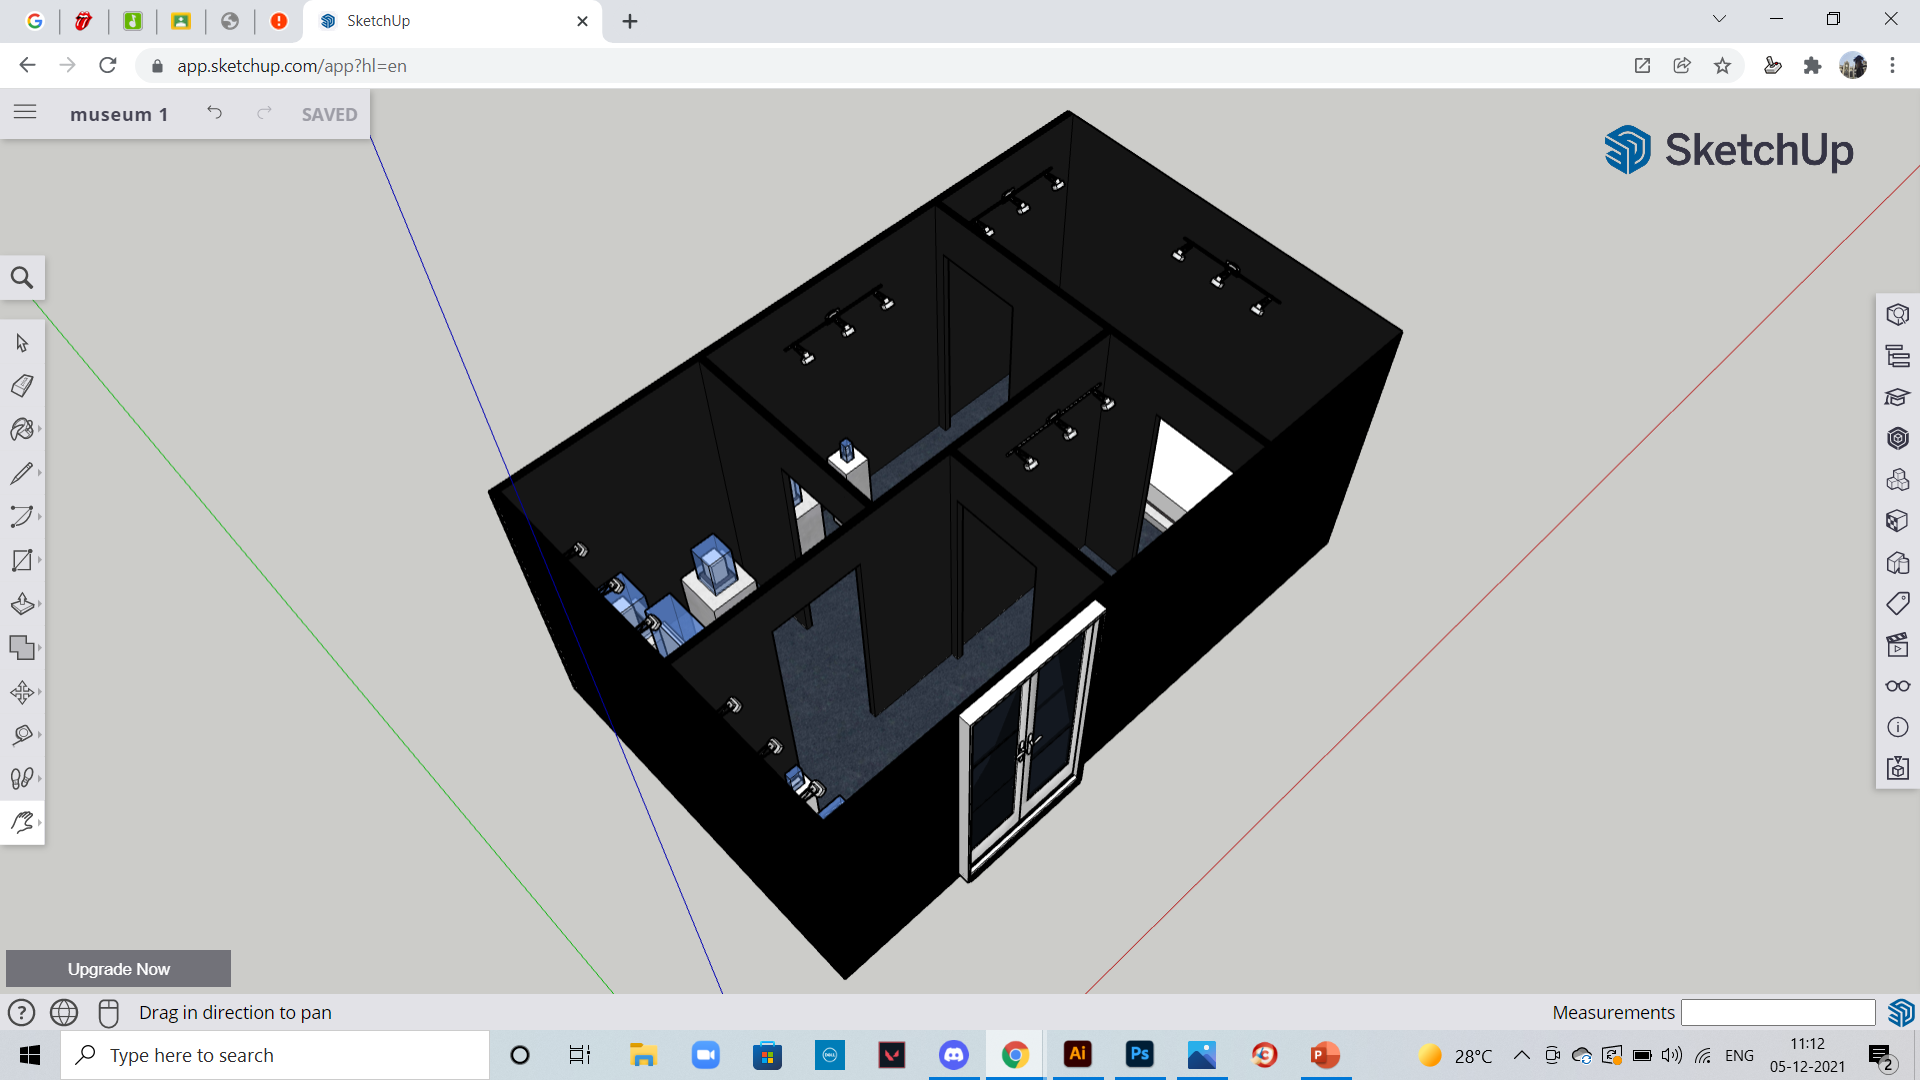 SketchUp
app.sketchup.com/app?hl=en
museum 1
SAVED
SketchUp
Upgrade Now
Drag in direction to pan
Measurements
Type here to search
DELL
Ai
Ps
P
28°C
ENG
11:12
05-12-2021
2